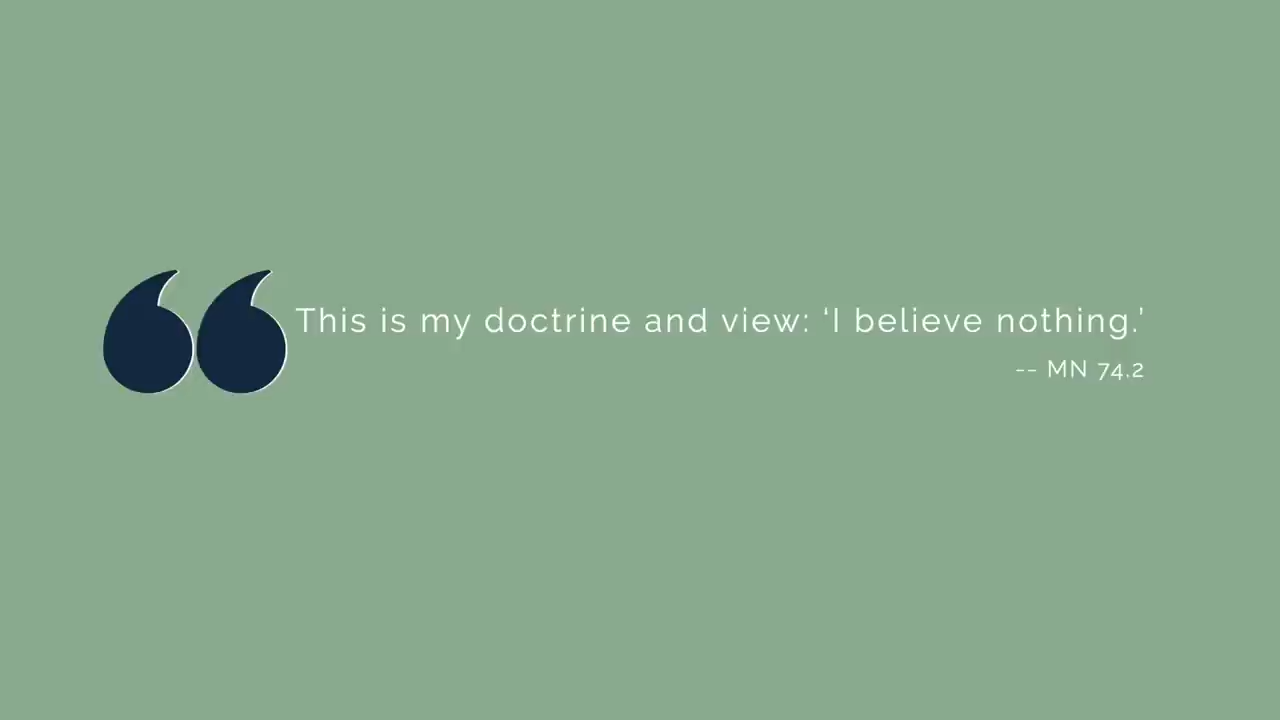 This is my doctrine and view: ‘I believe nothing.’
-- MN 74.2